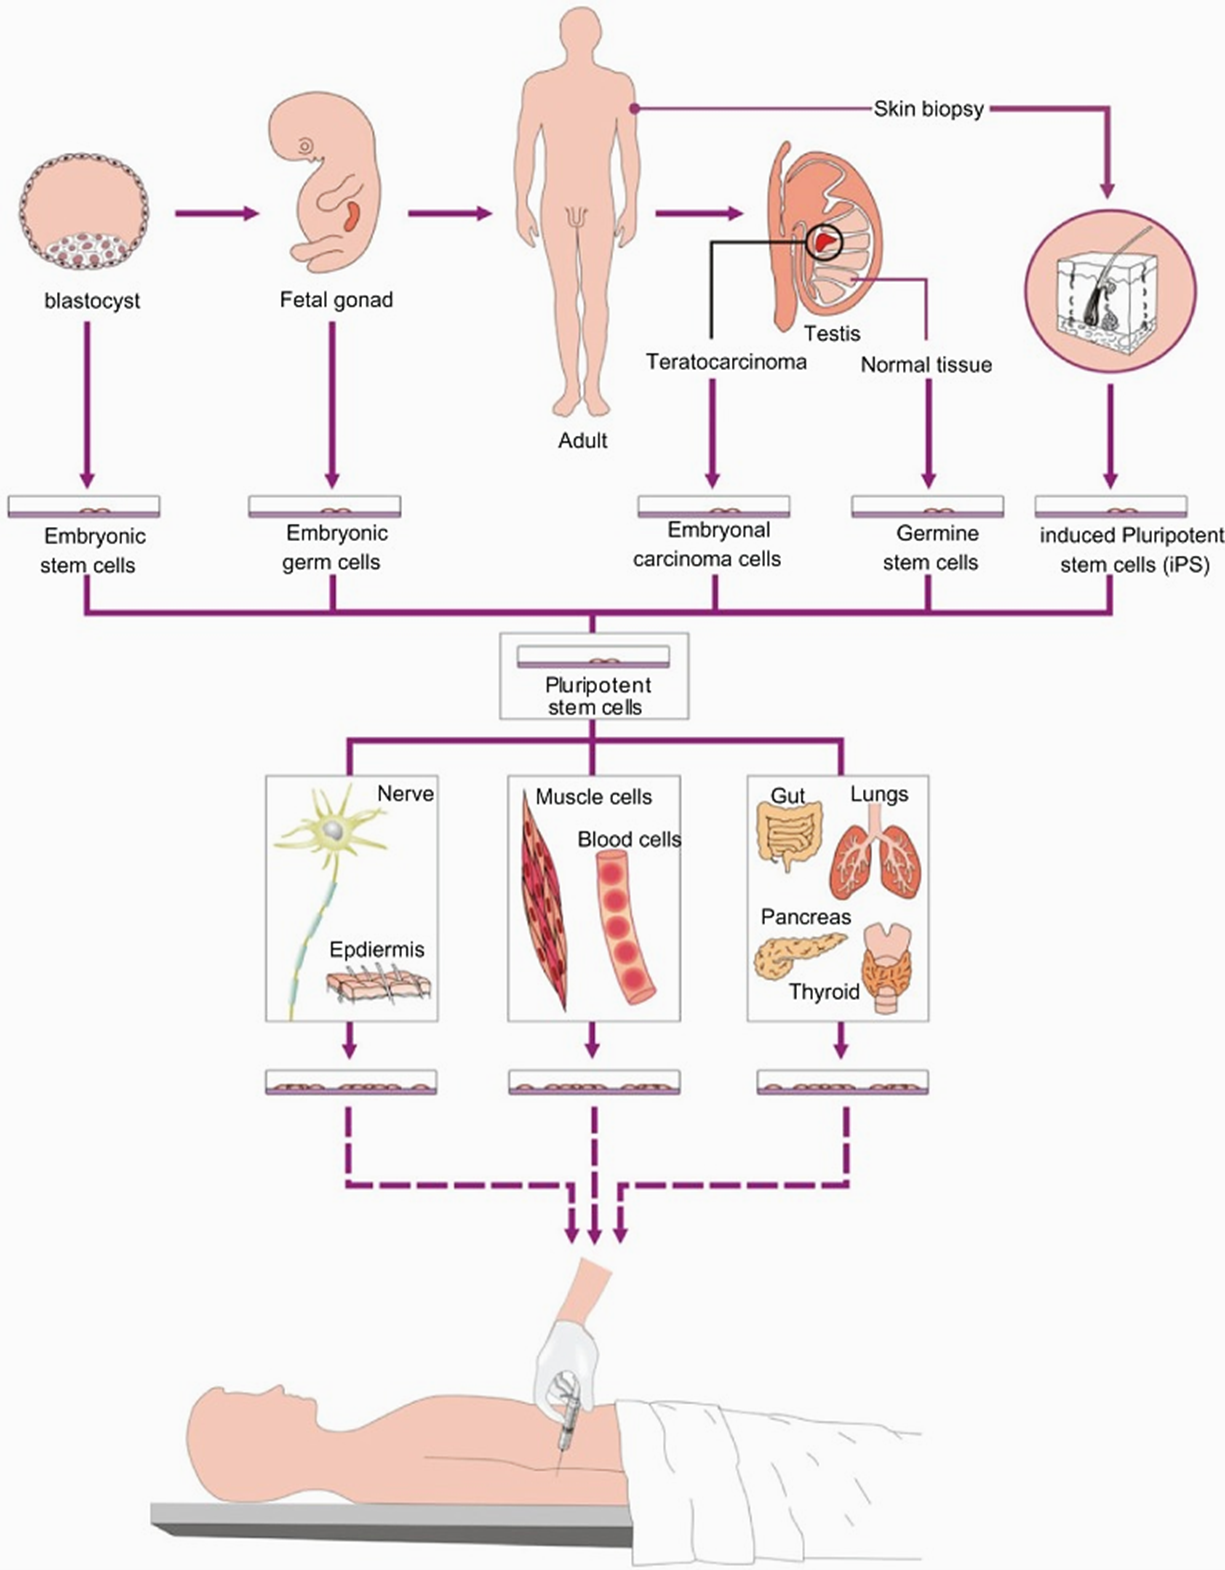 Skin biopsy
blastocyst
Fetal gonad
Testis
Teratocarcinoma
Normal tissue
Adult
Embryonic
stem cells
Embryonic
germ cells
Embryonal
carcinoma cells
Germine
stem cells
induced Pluripotent
stem cells (iPS)
Pluripotent
stem cells
Nerve
Epdiermis
Muscle cells
Blood cells
Gut
Lungs
Pancreas
Thyroid